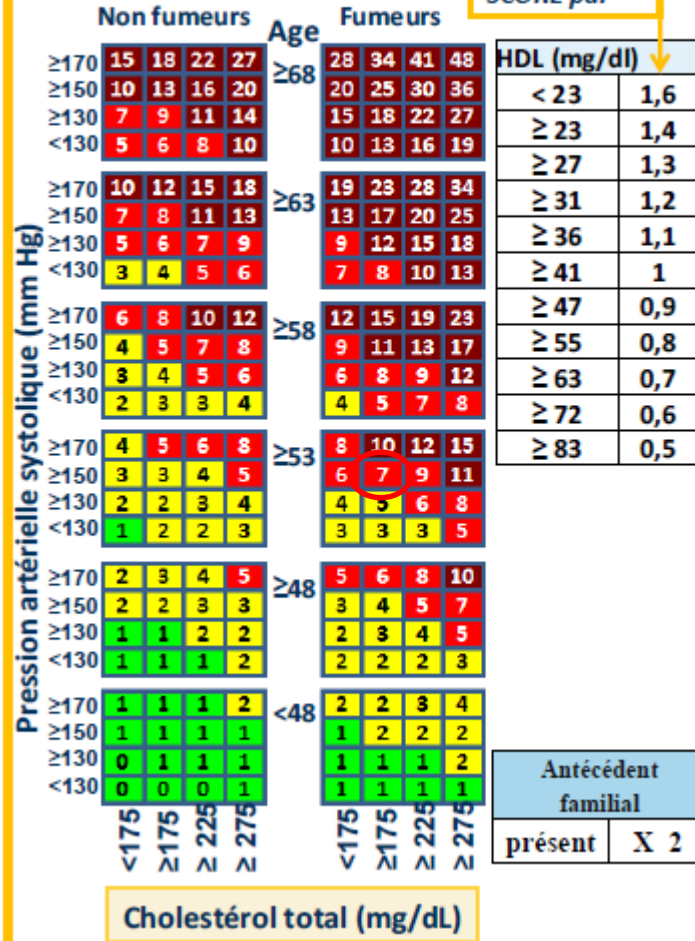 SCORE par
Non fumeurs Age Fumeurs
≥170 15 18 22 27 ≥68 28 34 41 48
≥150 10 13 16 20 20 25 30 36
≥130 7 9 11 14 15 18 22 27
<130 5 6 8 10 10 13 16 19
≥170 10 12 15 18 ≥63 19 23 28 34
≥150 7 8 11 13 13 17 20 25
≥130 5 6 7 9 9 12 15 18
<130 3 4 5 6 7 8 10 13
≥170 6 8 10 12 ≥58 12 15 19 23
≥150 4 5 7 8 9 11 13 17
≥130 3 4 5 6 6 8 9 12
<130 2 3 3 4 4 5 7 8
≥170 4 5 6 8 ≥53 8 10 12 15
≥150 3 3 4 5 6 7 9 11
≥130 2 2 3 4 4 5 6 8
<130 1 2 2 3 3 3 3 5
≥170 2 3 4 5 ≥48 5 6 8 10
≥150 2 2 3 3 3 4 5 7
≥130 1 1 2 2 2 3 4 5
<130 1 1 1 2 2 2 2 3
≥170 1 1 1 2 <48 2 2 3 4
≥150 1 1 1 1 1 2 2 2
≥130 0 1 1 1 1 1 1 2
<130 0 0 0 1 1 1 1 1
<175 ≥175 ≥ 225 ≥ 275 <175 ≥175 ≥ 225 ≥ 275
Pression artérielle systolique (mm Hg)
Cholestérol total (mg/dL)
HDL (mg/dl)
< 23 1,6
≥ 23 1,4
≥ 27 1,3
≥ 31 1,2
≥ 36 1,1
≥ 41 1
≥ 47 0,9
≥ 55 0,8
≥ 63 0,7
≥ 72 0,6
≥ 83 0,5
Antécédent
familial
présent X 2